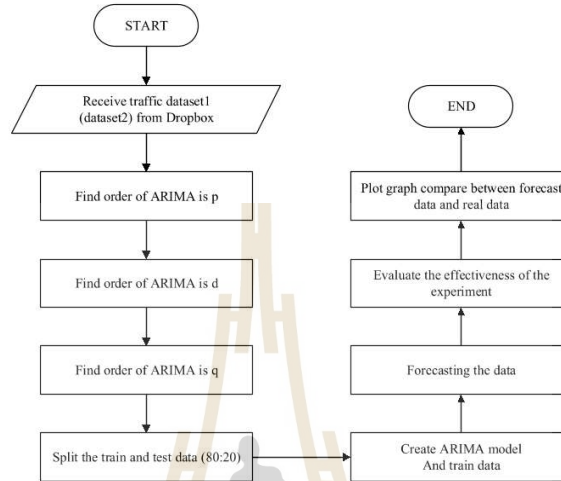 START
Receive traffic dataset1
(dataset2) from Dropbox
Find order of ARIMA is p
Find order of ARIMA is d
Find order of ARIMA is q
Split the train and test data (80:20)
Create ARIMA model
And train data
Forecasting the data
Evaluate the effectiveness of the
experiment
Plot graph compare between forecast
data and real data
END